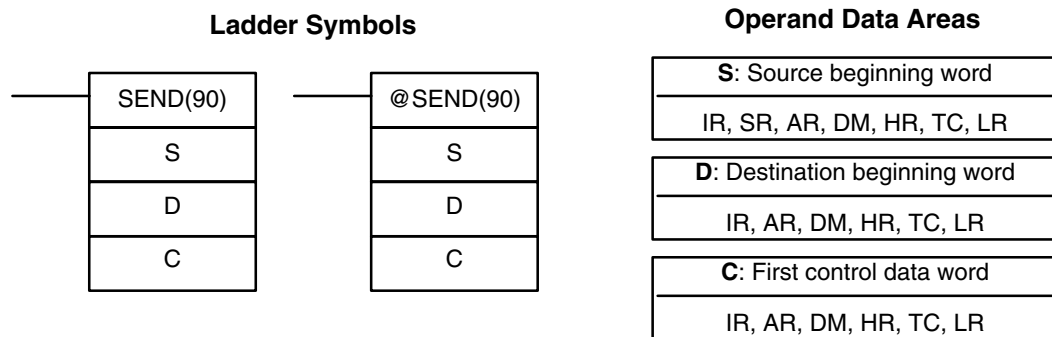 Ladder Symbols
SEND(90)
S
D
C
@SEND(90)
S
D
C
Operand Data Areas
S: Source beginning word
IR, SR, AR, DM, HR, TC, LR
D: Destination beginning word
IR, AR, DM, HR, TC, LR
C: First control data word
IR, AR, DM, HR, TC, LR